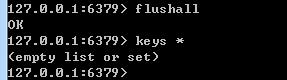 127.0.0.1:6379> flushall
OK
127.0.0.1:6379> keys *
(empty list or set)
127.0.0.1:6379>